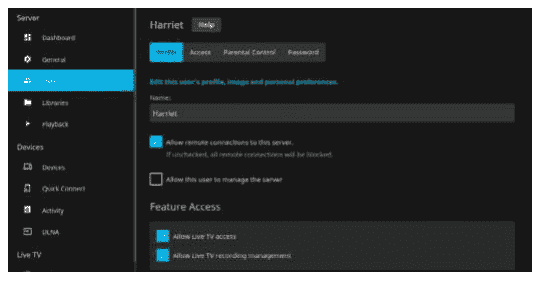 Server
Dashboard
General
Libraries
Playback
Devices
Devices
Quick Connect
Activity
DLNA
Live TV
Harriet Help
Profile Access Parental Control Password
Edit this user's profile, image and personal preferences.
Name:
Harriet
Allow remote connections to this server.
If unchecked, all remote connections will be blocked.
Allow this user to manage the server
Feature Access
Allow Live TV access
Allow Live TV recording management